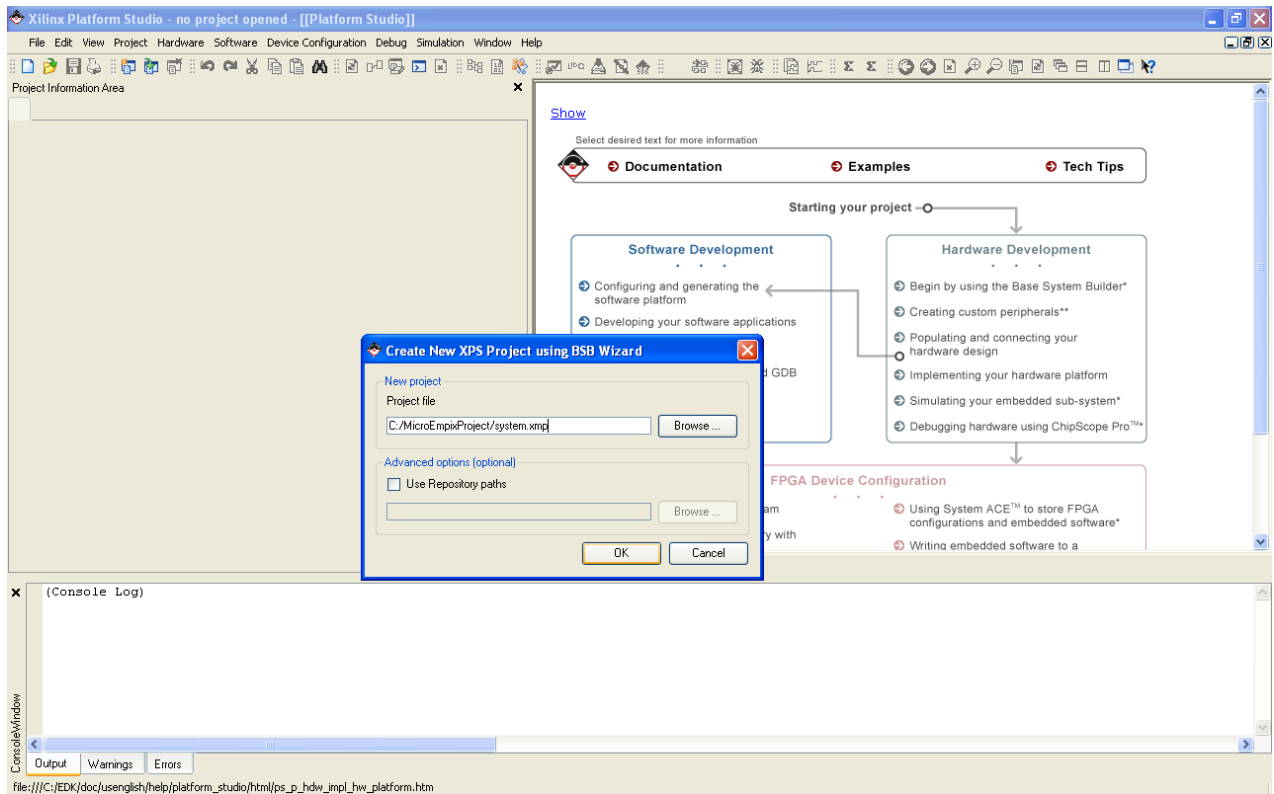 Xilinx Platform Studio - no project opened - [[Platform Studio]]
File Edit View Project Hardware Software Device Configuration Debug Simulation Window Help
Project Information Area
Show
Select desired text for more information
Documentation
Examples
Tech Tips
Starting your project
Software Development
Configuring and generating the
software platform
Developing your software applications
d GDB
Hardware Development
Begin by using the Base System Builder*
Creating custom peripherals**
Populating and connecting your
hardware design
Implementing your hardware platform
Simulating your embedded sub-system*
Debugging hardware using ChipScope Pro™*
FPGA Device Configuration
am
ry with
Using System ACE™ to store FPGA
configurations and embedded software*
Writing embedded software to a
Create New XPS Project using BSB Wizard
New project
Project file
C:/MicroEmpixProject/system.xmp
Browse ...
Advanced options (optional)
Use Repository paths
Browse ...
OK
Cancel
(Console Log)
ConsoleWindow
Output
Warnings
Errors
file:///C:/EDK/doc/usenglish/help/platform_studio/html/ps_p_hdw_impl_hw_platform.htm